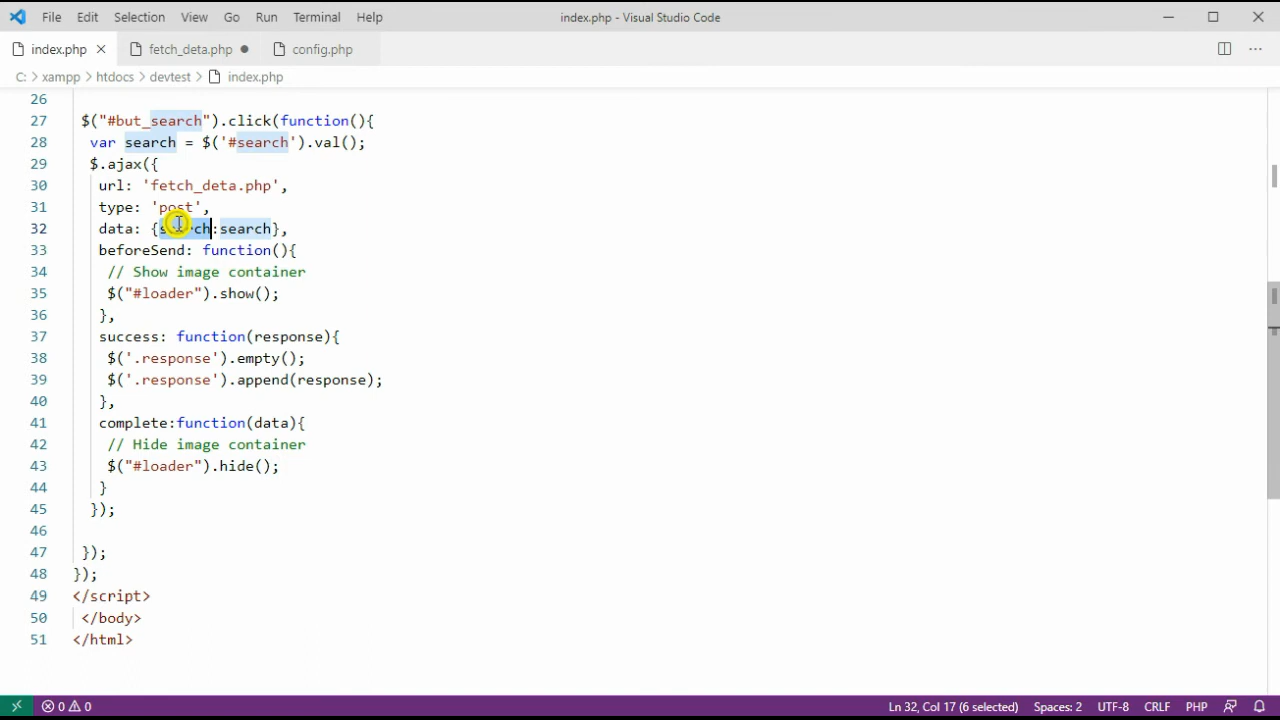 File Edit Selection View Go Run Terminal Help index.php - Visual Studio Code
index.php fetch_deta.php config.php
C: > xampp > htdocs > devtest > index.php
26
27 $("#but_search").click(function(){
28 var search = $('#search').val();
29 $.ajax({
30 url: 'fetch_deta.php',
31 type: 'post',
32 data: {search:search},
33 beforeSend: function(){
34 // Show image container
35 $("#loader").show();
36 },
37 success: function(response){
38 $('.response').empty();
39 $('.response').append(response);
40 },
41 complete:function(data){
42 // Hide image container
43 $("#loader").hide();
44 }
45 });
46
47 });
48 });
49 </script>
50 </body>
51 </html>
0 0 Ln 32, Col 17 (6 selected) Spaces: 2 UTF-8 CRLF PHP